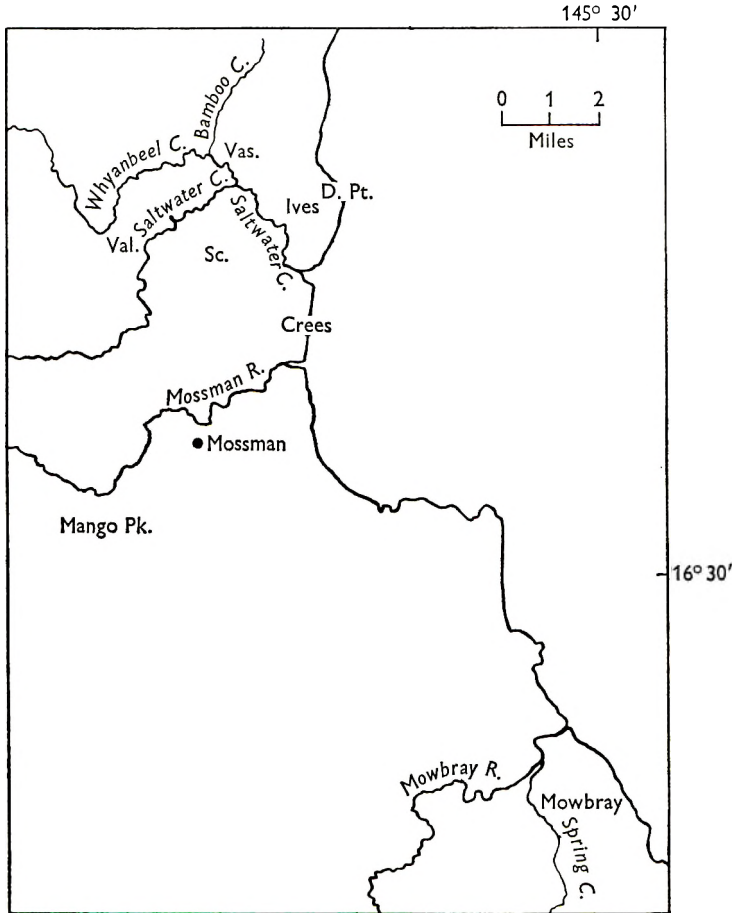 145° 30'
0 1 2
Miles
Bamboo C.
Whyanbeel C.
Vas.
Saltwater C.
D. Pt.
Ives
Val.
Saltwater C.
Sc.
Crees
Mossman R.
Mossman
Mango Pk.
16° 30'
Mowbray R.
Mowbray
Spring C.